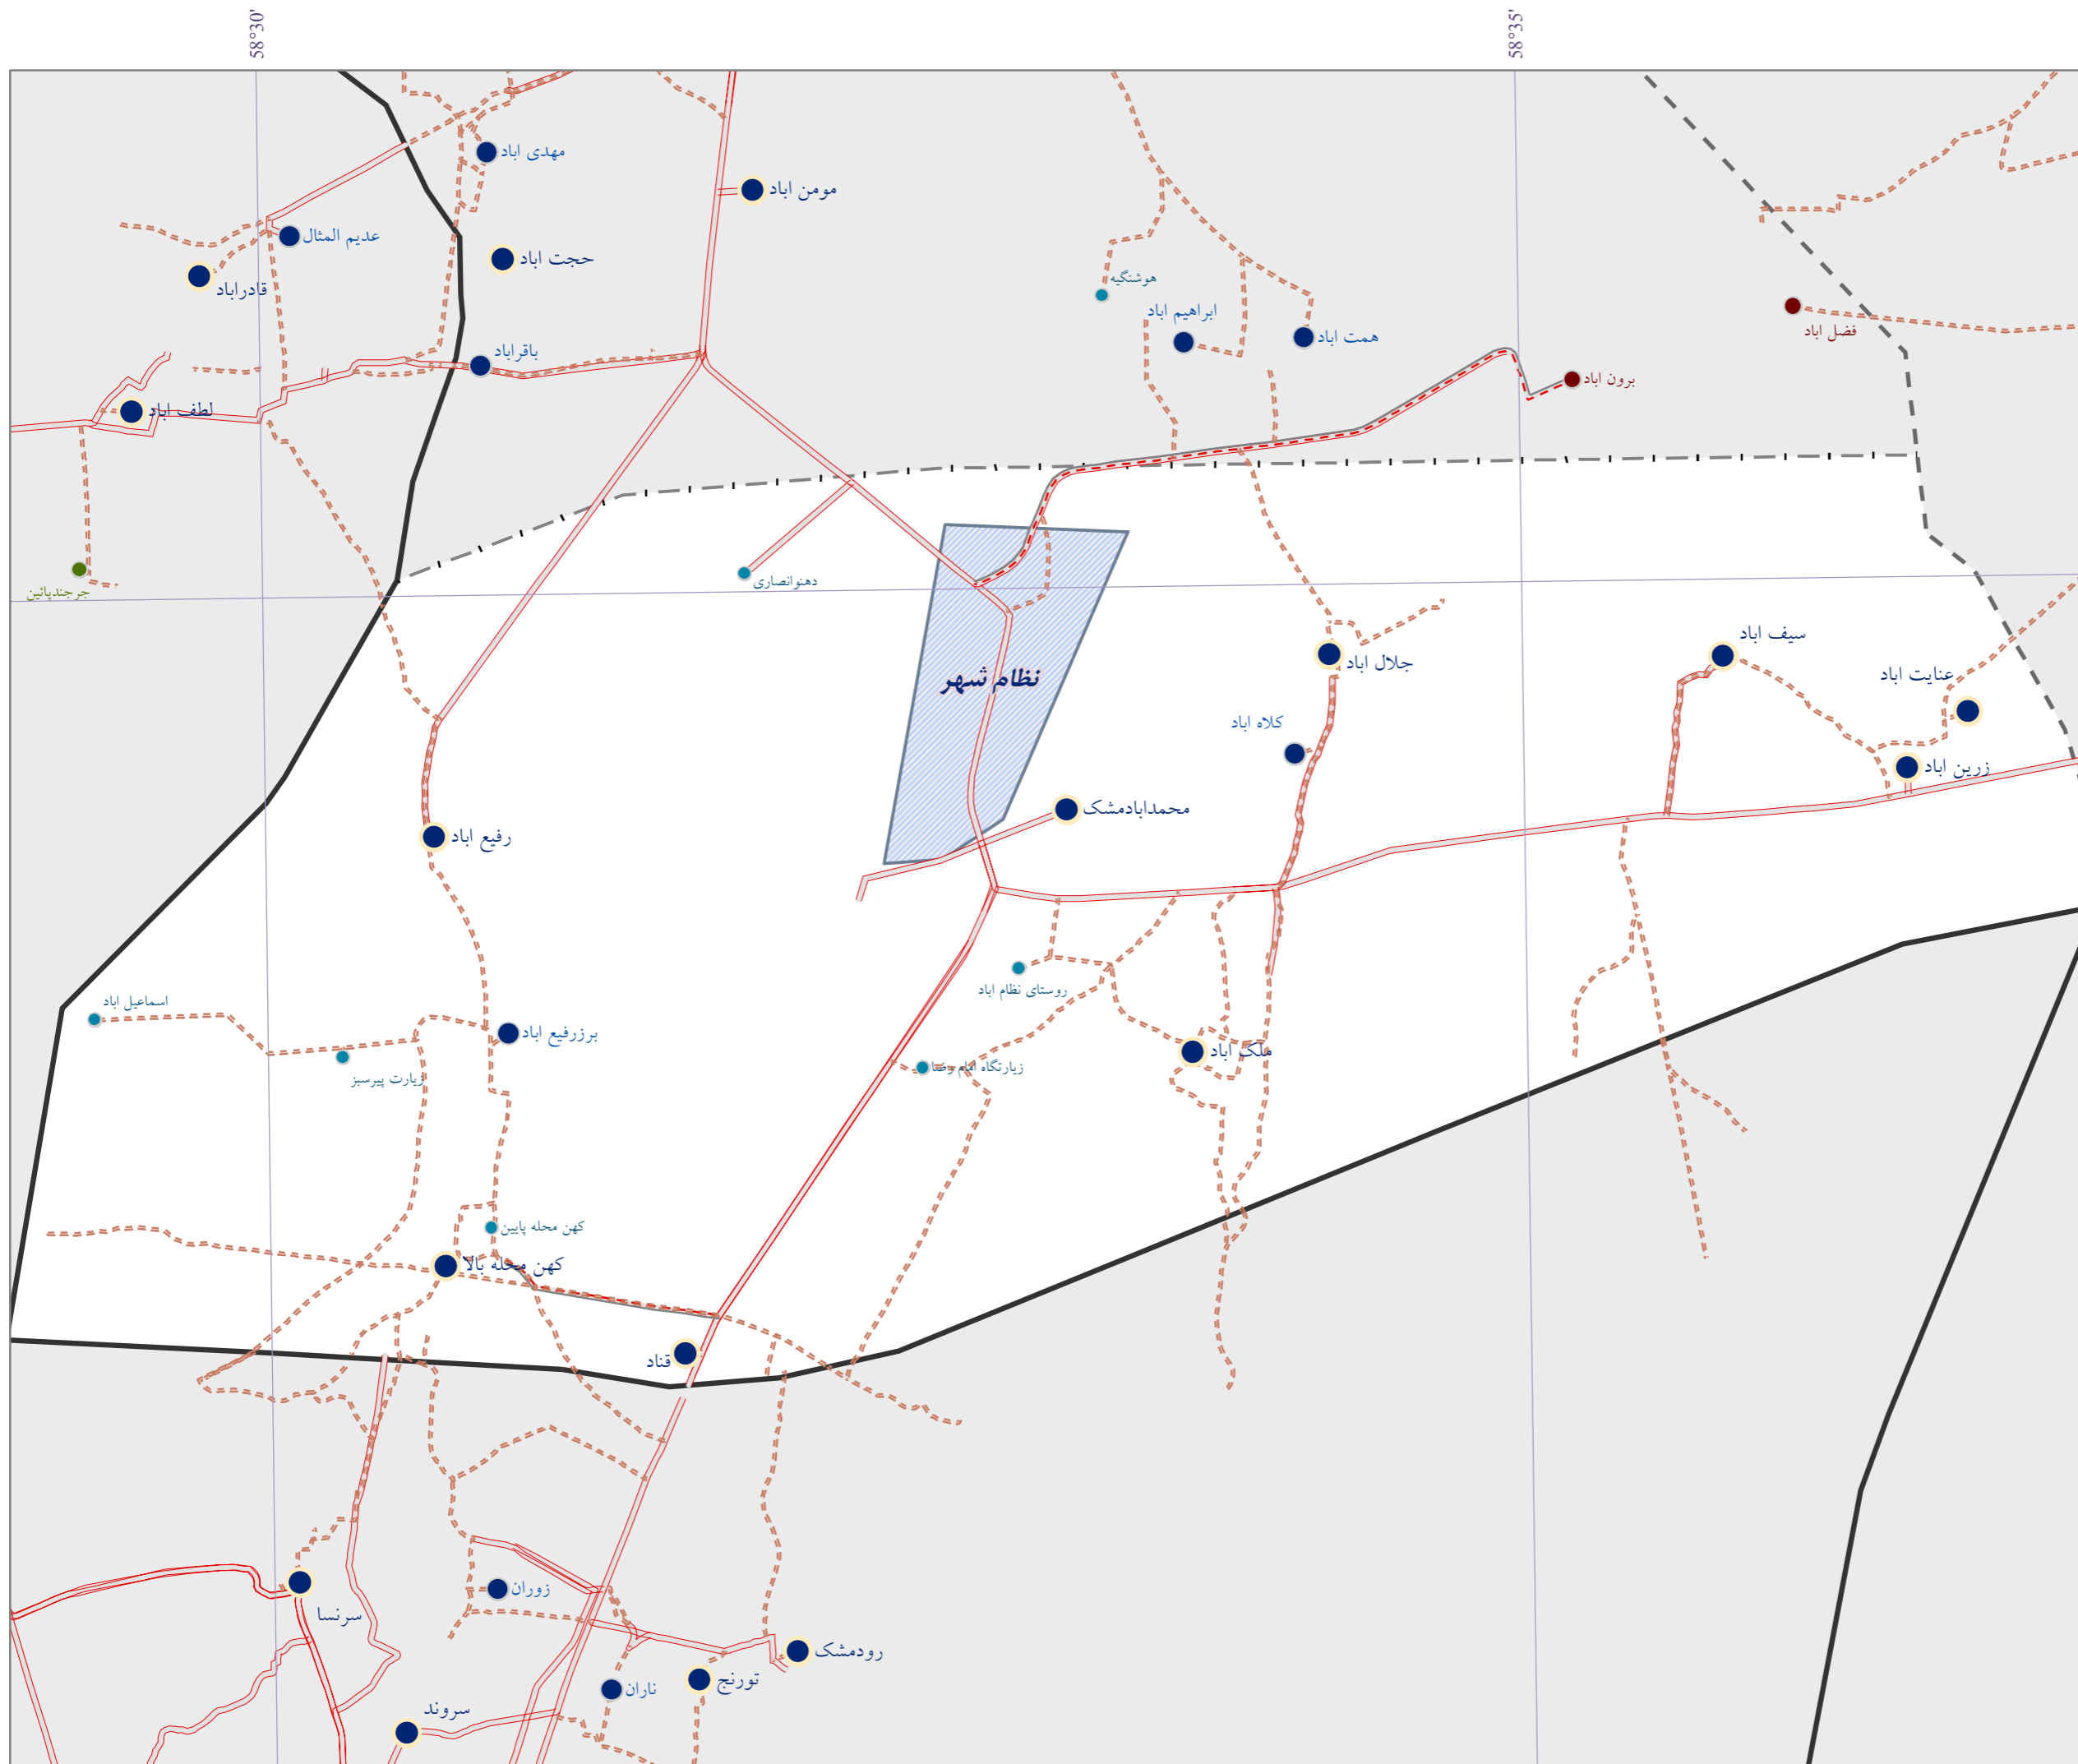 58°30'
58°35'
مهدی اباد
مومن اباد
عدیم المثال
حجت اباد
قادراباد
هوشنگیه
ابراهیم اباد
همت اباد
فضل اباد
باقراباد
برون اباد
لطف اباد
دهنوانصاری
جرجندپائین
سیف اباد
جلال اباد
عنایت اباد
نظام شهر
کلاه اباد
زرین اباد
محمدابادمشک
رفیع اباد
روستای نظام اباد
اسماعیل اباد
برزرفیع اباد
ملک اباد
زیارتگاه امام رضا
زیارت پیرسبز
کهن محله پایین
کهن محله بالا
قناد
زوران
سرنسا
رودمشک
تورنج
ناران
سروند